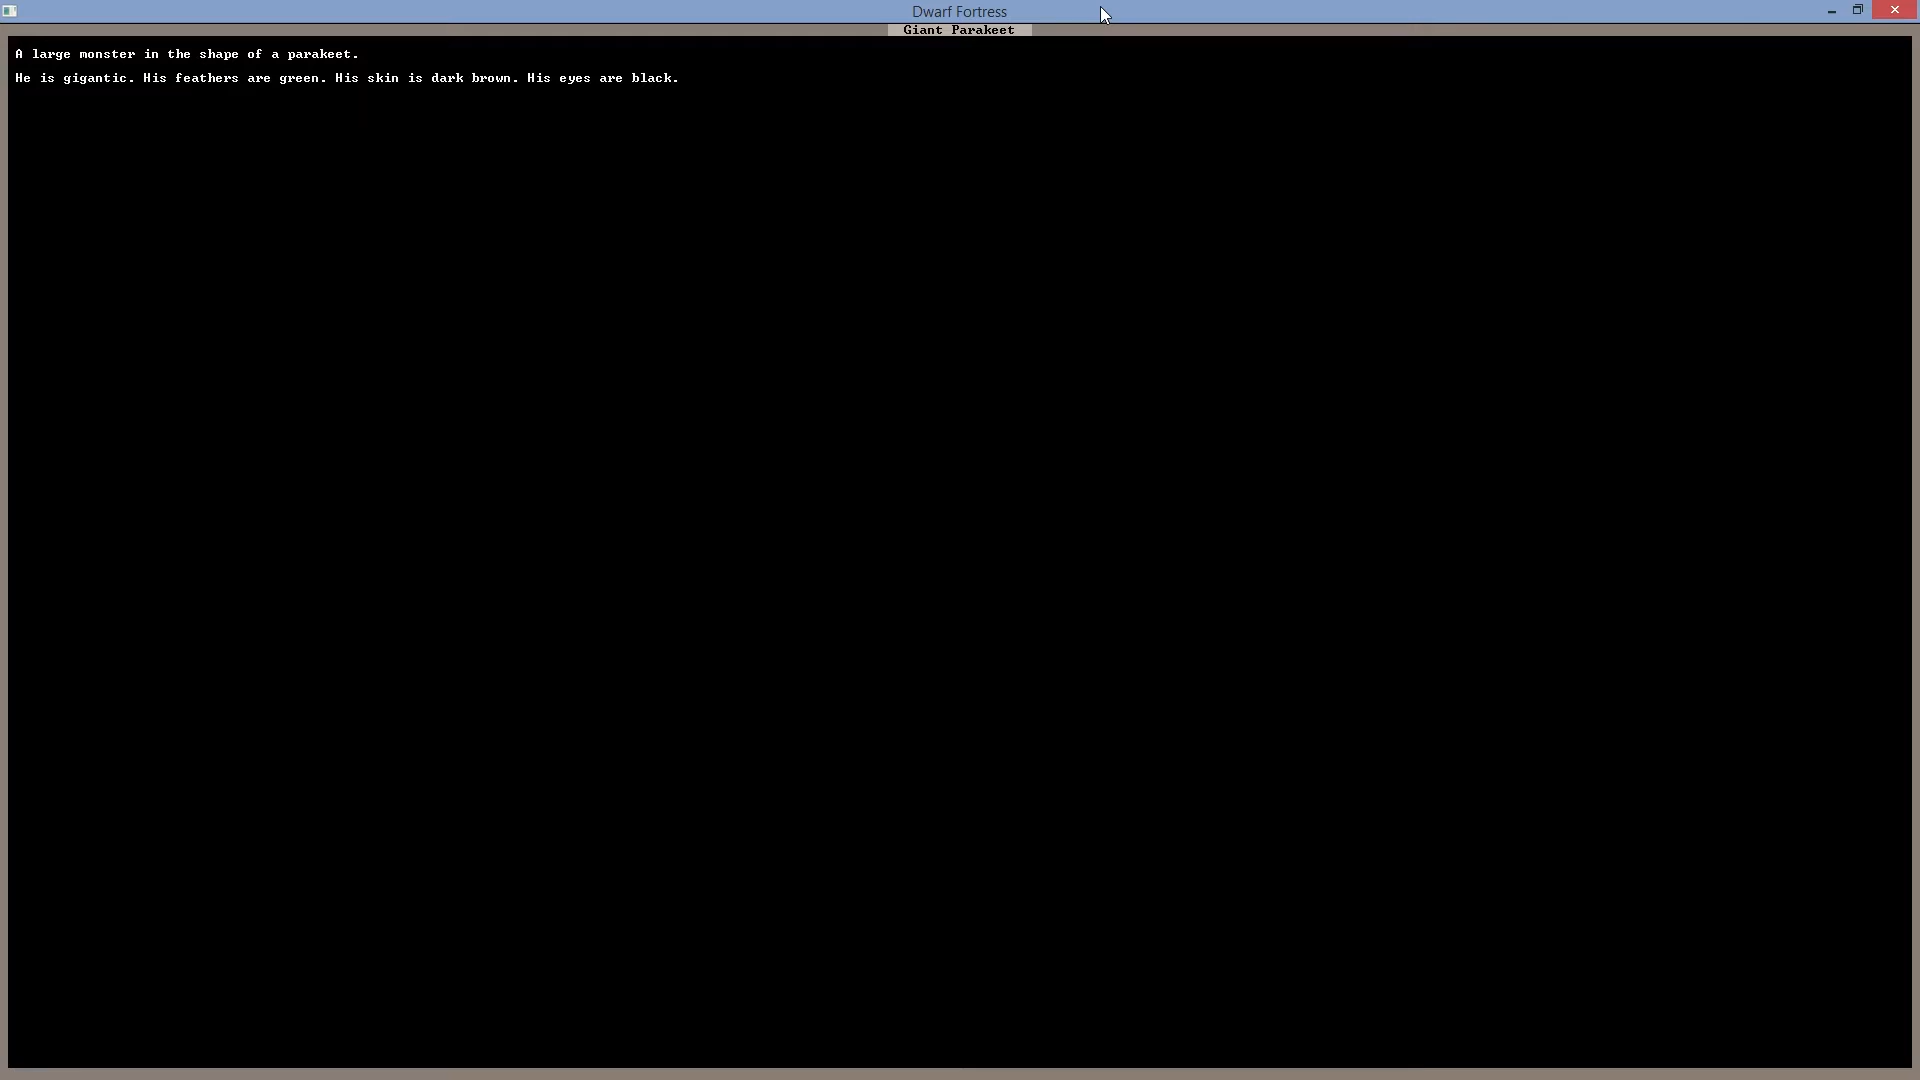 Dwarf Fortress
Giant Parakeet
A large monster in the shape of a parakeet.
He is gigantic. His feathers are green. His skin is dark brown. His eyes are black.